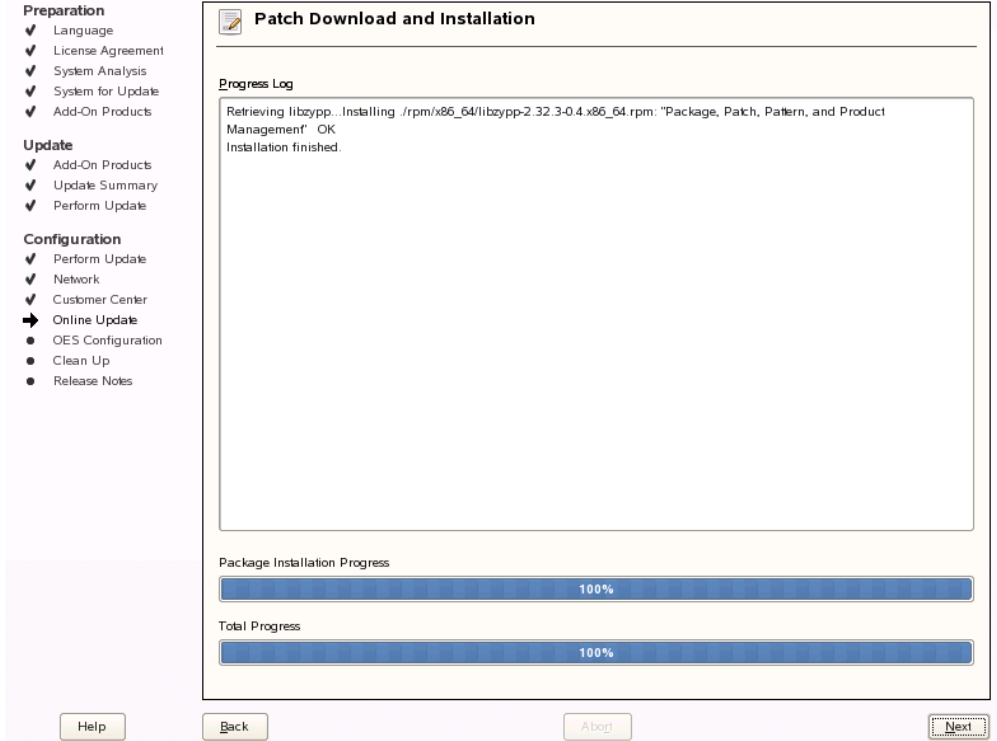 Preparation
Language
License Agreement
System Analysis
System for Update
Add-On Products
Update
Add-On Products
Update Summary
Perform Update
Configuration
Perform Update
Network
Customer Center
Online Update
OES Configuration
Clean Up
Release Notes
Patch Download and Installation
Progress Log
Retrieving libzypp...Installing ./rpm/x86_64/libzypp-2.32.3-0.4.x86_64.rpm: "Package, Patch, Pattern, and Product
Management" OK
Installation finished.
Package Installation Progress
100%
Total Progress
100%
Help
Back
Abort
Next